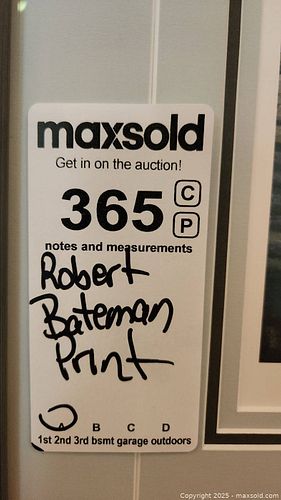 maxsold
Get in on the auction!
365 C
P
notes and measurements
Robert
Bateman
Print
B C D
1st 2nd 3rd bsmt garage outdoors
Copyright 2025 - maxsold.com